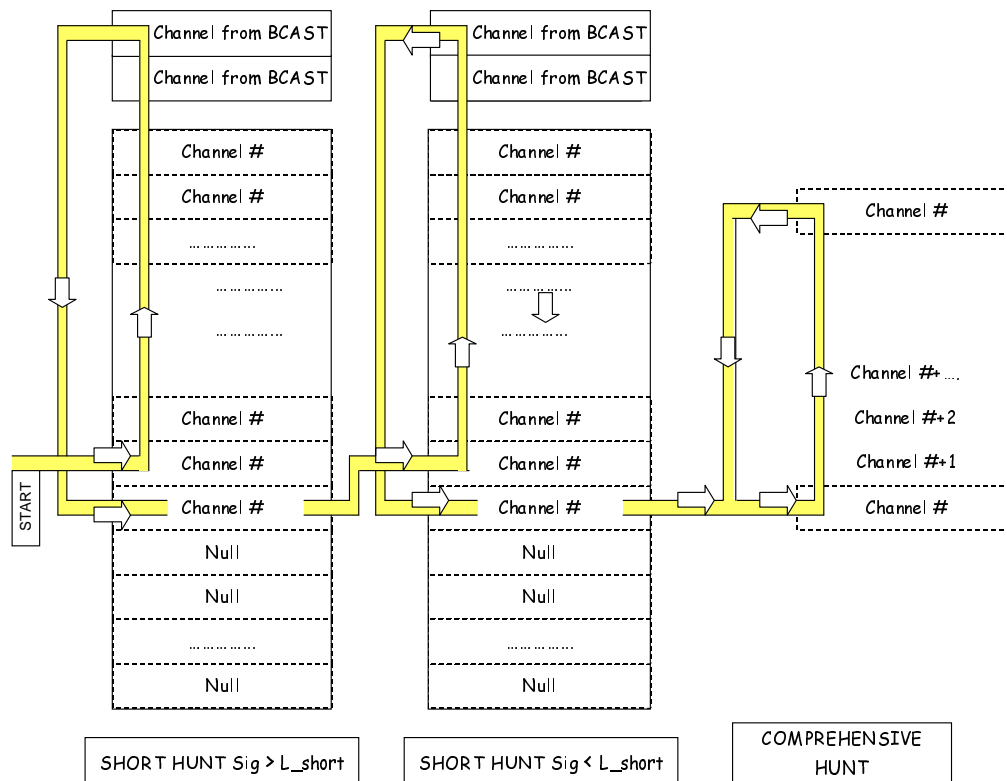 Channel from BCAST
Channel from BCAST
Channel #
Channel #
……………
……………
……………
Channel #
Channel #
Channel #
Null
Null
……………
Null
START
SHORT HUNT Sig > L_short
Channel from BCAST
Channel from BCAST
Channel #
Channel #
……………
……………
……………
Channel #
Channel #
Channel #
Null
Null
……………
Null
SHORT HUNT Sig < L_short
Channel #
Channel #+….
Channel #+2
Channel #+1
Channel #
COMPREHENSIVE
HUNT